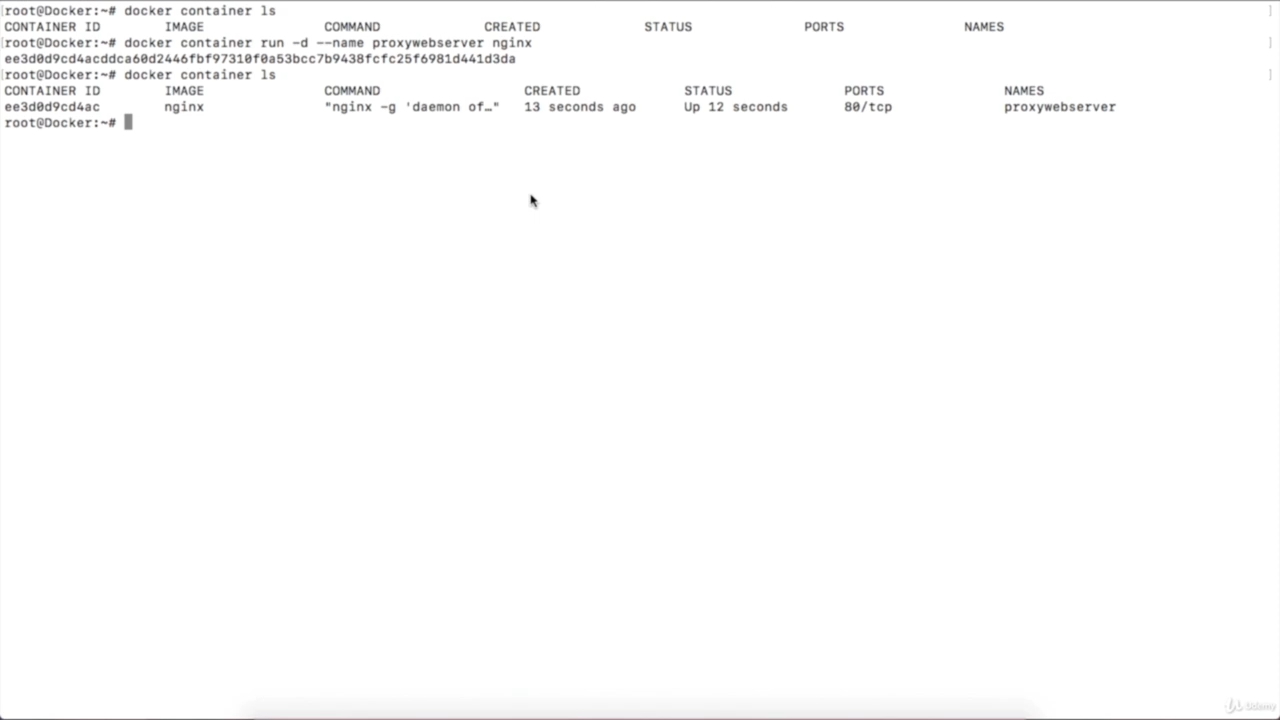 [root@Docker:~# docker container ls ]
CONTAINER ID IMAGE COMMAND CREATED STATUS PORTS NAMES
[root@Docker:~# docker container run -d --name proxywebserver nginx ]
ee3d0d9cd4acddca60d2446fbf97310f0a53bcc7b9438fcfc25f6981d441d3da
[root@Docker:~# docker container ls ]
CONTAINER ID IMAGE COMMAND CREATED STATUS PORTS NAMES
ee3d0d9cd4ac nginx "nginx -g 'daemon of…" 13 seconds ago Up 12 seconds 80/tcp proxywebserver
root@Docker:~#
Udemy